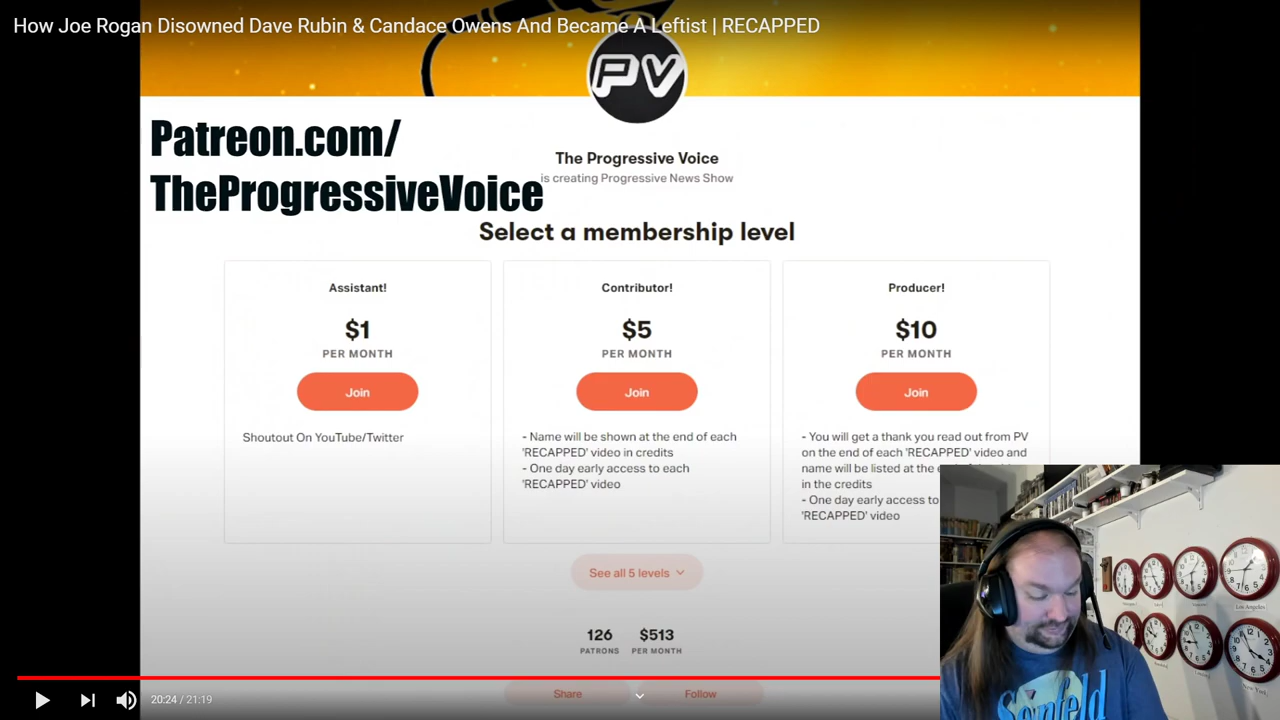 How Joe Rogan Disowned Dave Rubin & Candace Owens And Became A Leftist | RECAPPED
PV
Patreon.com/
TheProgressiveVoice
The Progressive Voice
is creating Progressive News Show
Select a membership level
Assistant!
$1
PER MONTH
Join
Shoutout On YouTube/Twitter
Contributor!
$5
PER MONTH
Join
- Name will be shown at the end of each
'RECAPPED' video in credits
- One day early access to each
'RECAPPED' video
Producer!
$10
PER MONTH
Join
- You will get a thank you read out from PV
on the end of each 'RECAPPED' video and
name will be listed at the
in the credits
- One day early access to
'RECAPPED' video
See all 5 levels
126
PATRONS
$513
PER MONTH
Share
Follow
20:24 / 21:19
Seinfeld
Los Angeles
New York